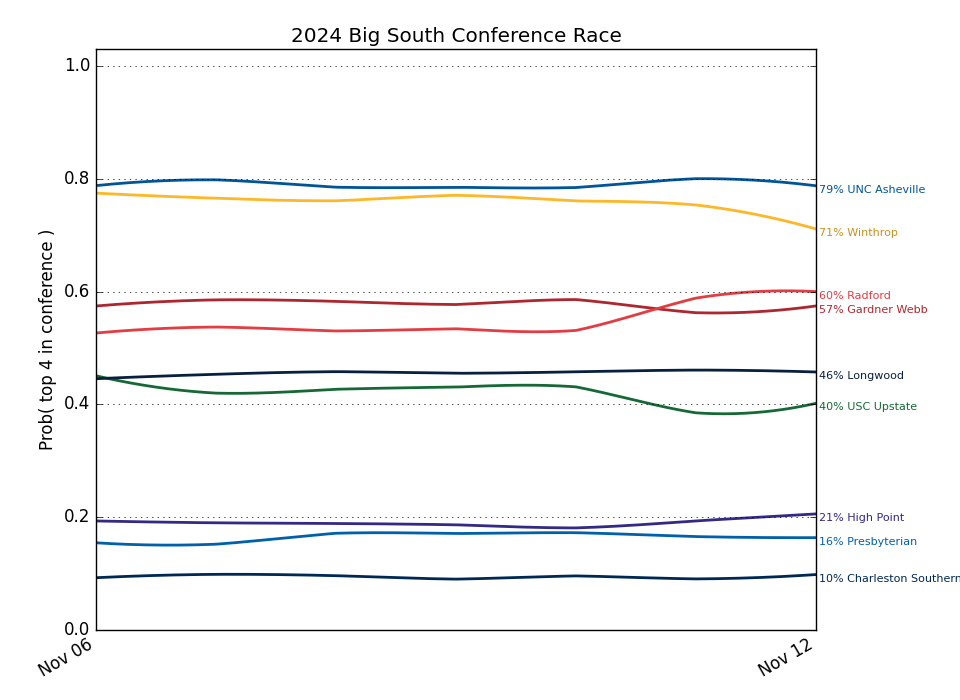 2024 Big South Conference Race
Prob( top 4 in conference )
1.0
0.8
0.6
0.4
0.2
0.0
Nov 06
Nov 12
79% UNC Asheville
71% Winthrop
60% Radford
57% Gardner Webb
46% Longwood
40% USC Upstate
21% High Point
16% Presbyterian
10% Charleston Southern